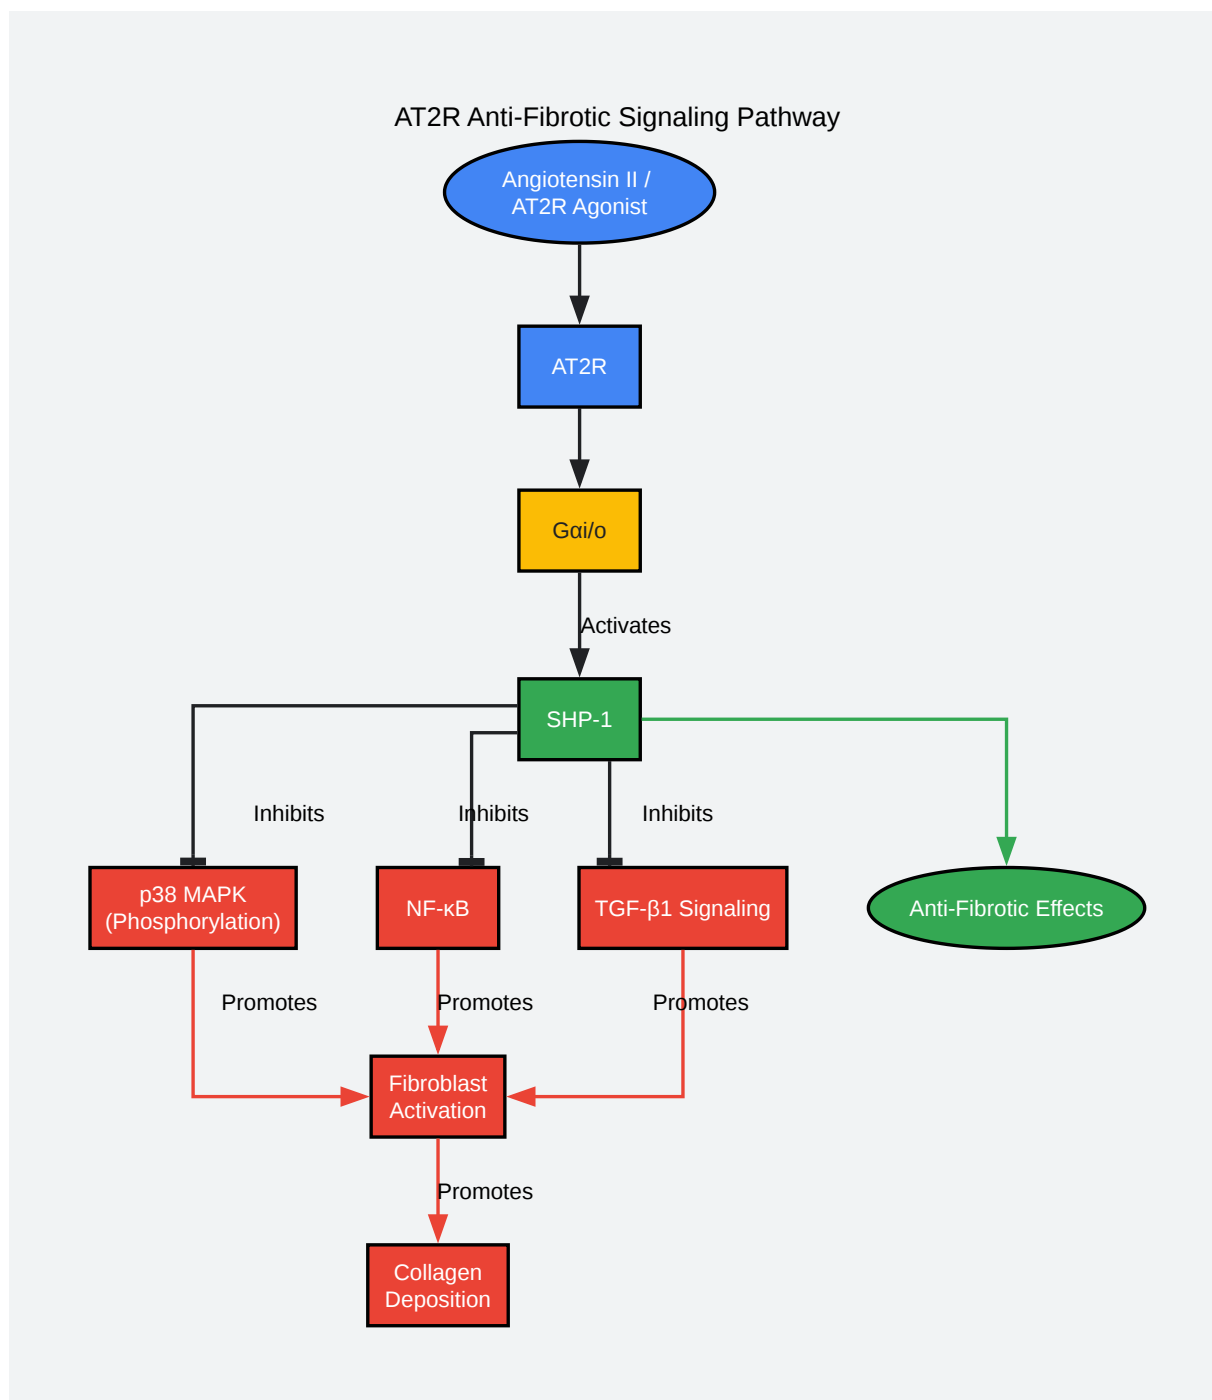 AT2R Anti-Fibrotic Signaling Pathway
Angiotensin II /
AT2R Agonist
AT2R
Gαi/o
Activates
SHP-1
Inhibits
Inhibits
Inhibits
p38 MAPK
(Phosphorylation)
NF-κB
TGF-β1 Signaling
Anti-Fibrotic Effects
Promotes
Promotes
Promotes
Fibroblast
Activation
Promotes
Collagen
Deposition